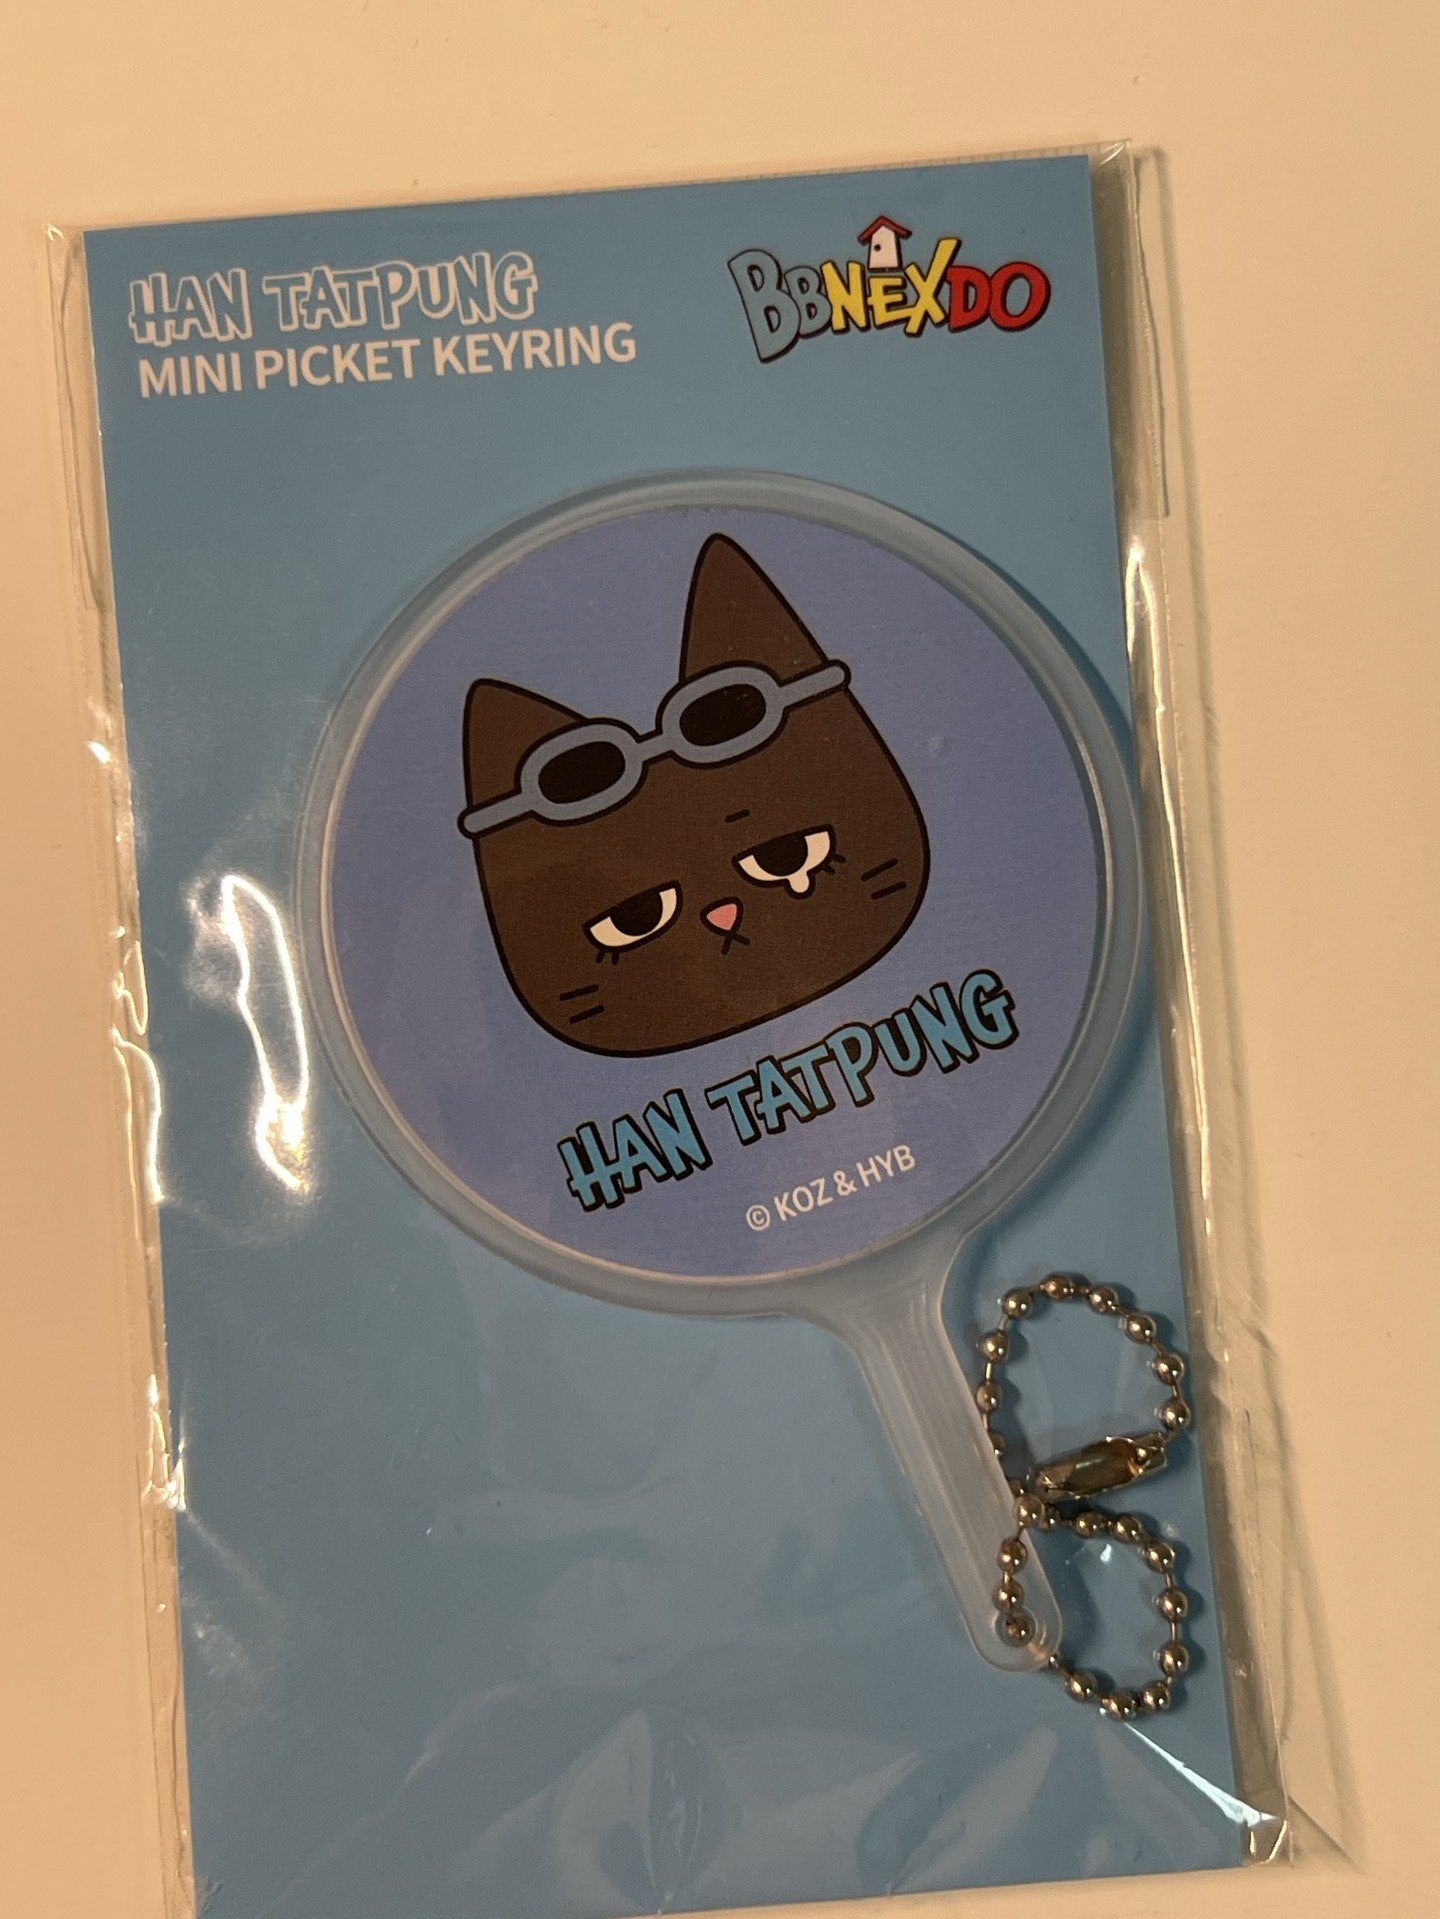 HAN TATPUNG
MINI PICKET KEYRING
BBNEXDO
HAN TATPUNG
© KOZ & HYB